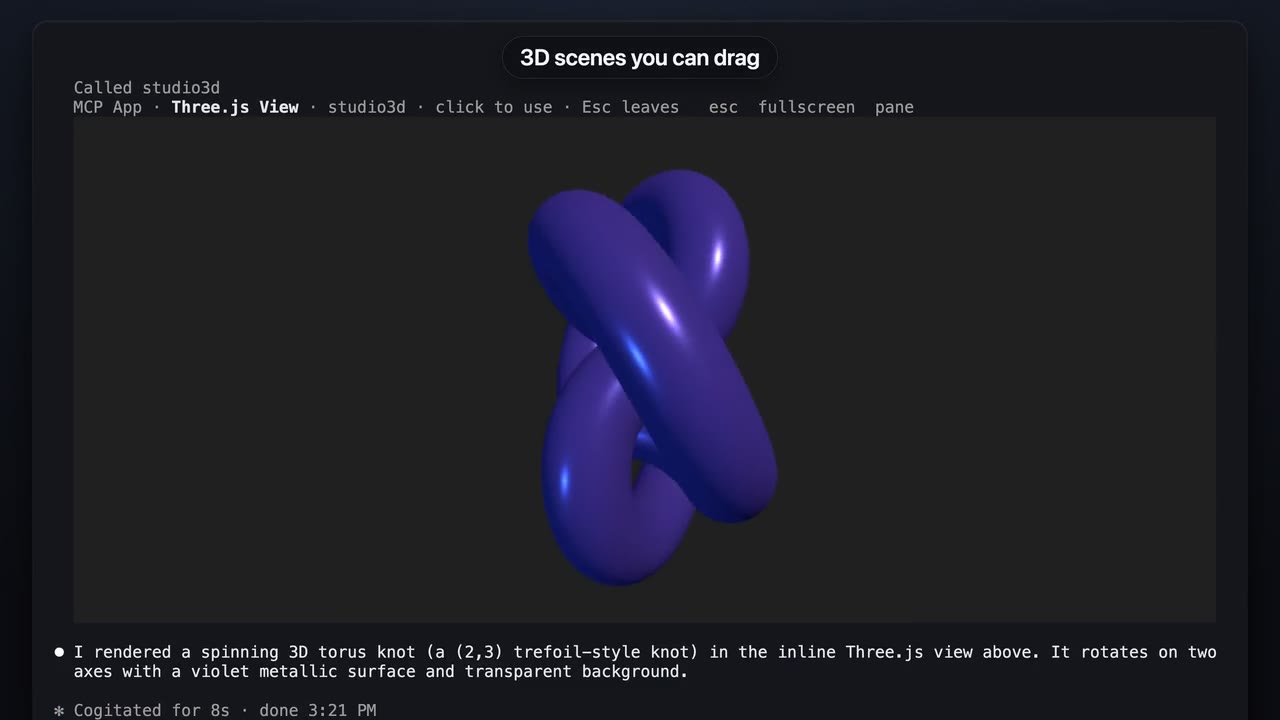 3D scenes you can drag
Called studio3d
MCP App · Three.js View · studio3d · click to use · Esc leaves   esc  fullscreen  pane
● I rendered a spinning 3D torus knot (a (2,3) trefoil-style knot) in the inline Three.js view above. It rotates on two
axes with a violet metallic surface and transparent background.
✻ Cogitated for 8s · done 3:21 PM